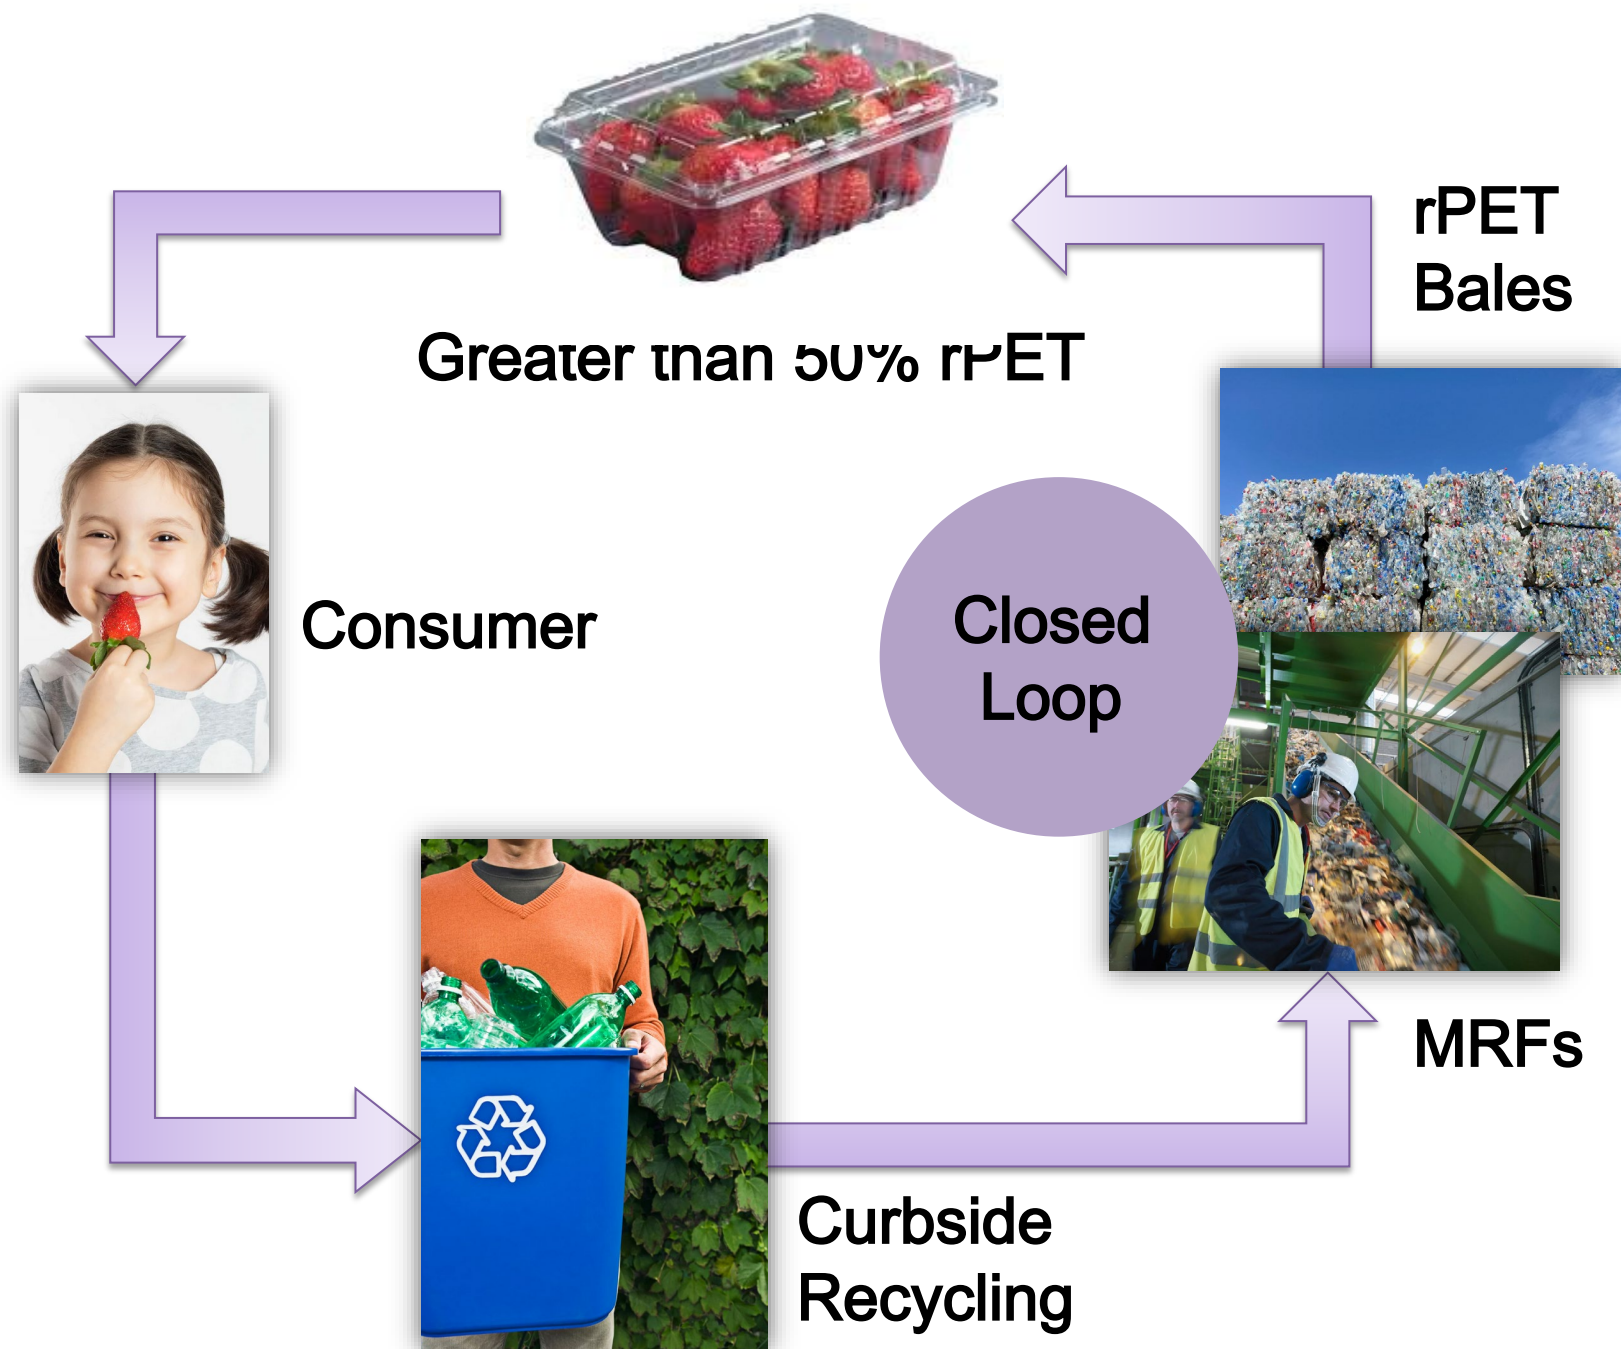 rPET
Bales
Greater than 50% rPET
Consumer
Closed
Loop
MRFs
Curbside
Recycling